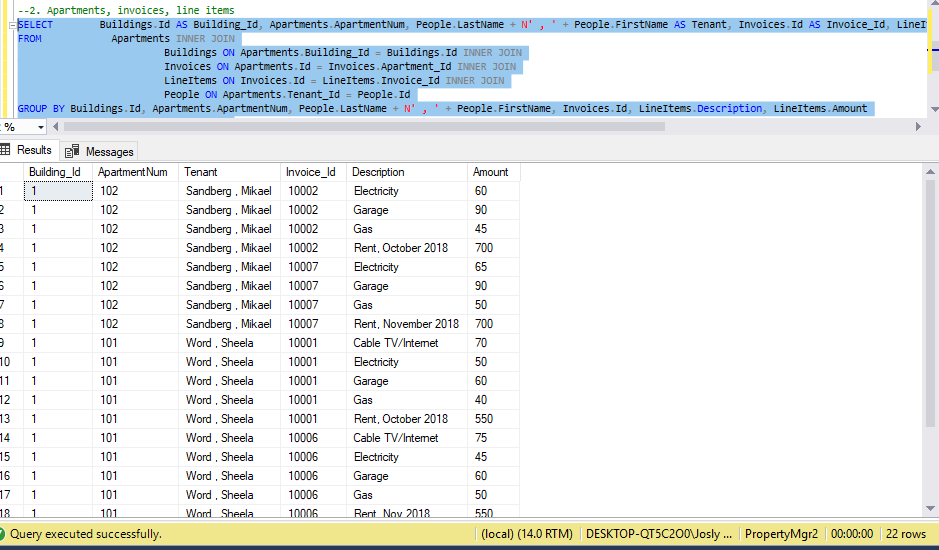 --2. Apartments, invoices, line items
SELECT Buildings.Id AS Building_Id, Apartments.ApartmentNum, People.LastName + N' , ' + People.FirstName AS Tenant, Invoices.Id AS Invoice_Id, LineI
FROM Apartments INNER JOIN
Buildings ON Apartments.Building_Id = Buildings.Id INNER JOIN
Invoices ON Apartments.Id = Invoices.Apartment_Id INNER JOIN
LineItems ON Invoices.Id = LineItems.Invoice_Id INNER JOIN
People ON Apartments.Tenant_Id = People.Id
GROUP BY Buildings.Id, Apartments.ApartmentNum, People.LastName + N' , ' + People.FirstName, Invoices.Id, LineItems.Description, LineItems.Amount
%
Results Messages
Building_Id ApartmentNum Tenant Invoice_Id Description Amount
1 1 102 Sandberg , Mikael 10002 Electricity 60
2 1 102 Sandberg , Mikael 10002 Garage 90
3 1 102 Sandberg , Mikael 10002 Gas 45
4 1 102 Sandberg , Mikael 10002 Rent, October 2018 700
5 1 102 Sandberg , Mikael 10007 Electricity 65
6 1 102 Sandberg , Mikael 10007 Garage 90
7 1 102 Sandberg , Mikael 10007 Gas 50
8 1 102 Sandberg , Mikael 10007 Rent, November 2018 700
9 1 101 Word , Sheela 10001 Cable TV/Internet 70
10 1 101 Word , Sheela 10001 Electricity 50
11 1 101 Word , Sheela 10001 Garage 60
12 1 101 Word , Sheela 10001 Gas 40
13 1 101 Word , Sheela 10001 Rent, October 2018 550
14 1 101 Word , Sheela 10006 Cable TV/Internet 75
15 1 101 Word , Sheela 10006 Electricity 45
16 1 101 Word , Sheela 10006 Garage 60
17 1 101 Word , Sheela 10006 Gas 50
18 1 101 Word , Sheela 10006 Rent, Nov 2018 550
Query executed successfully. (local) (14.0 RTM) DESKTOP-QT5C2O0\Josly ... PropertyMgr2 00:00:00 22 rows